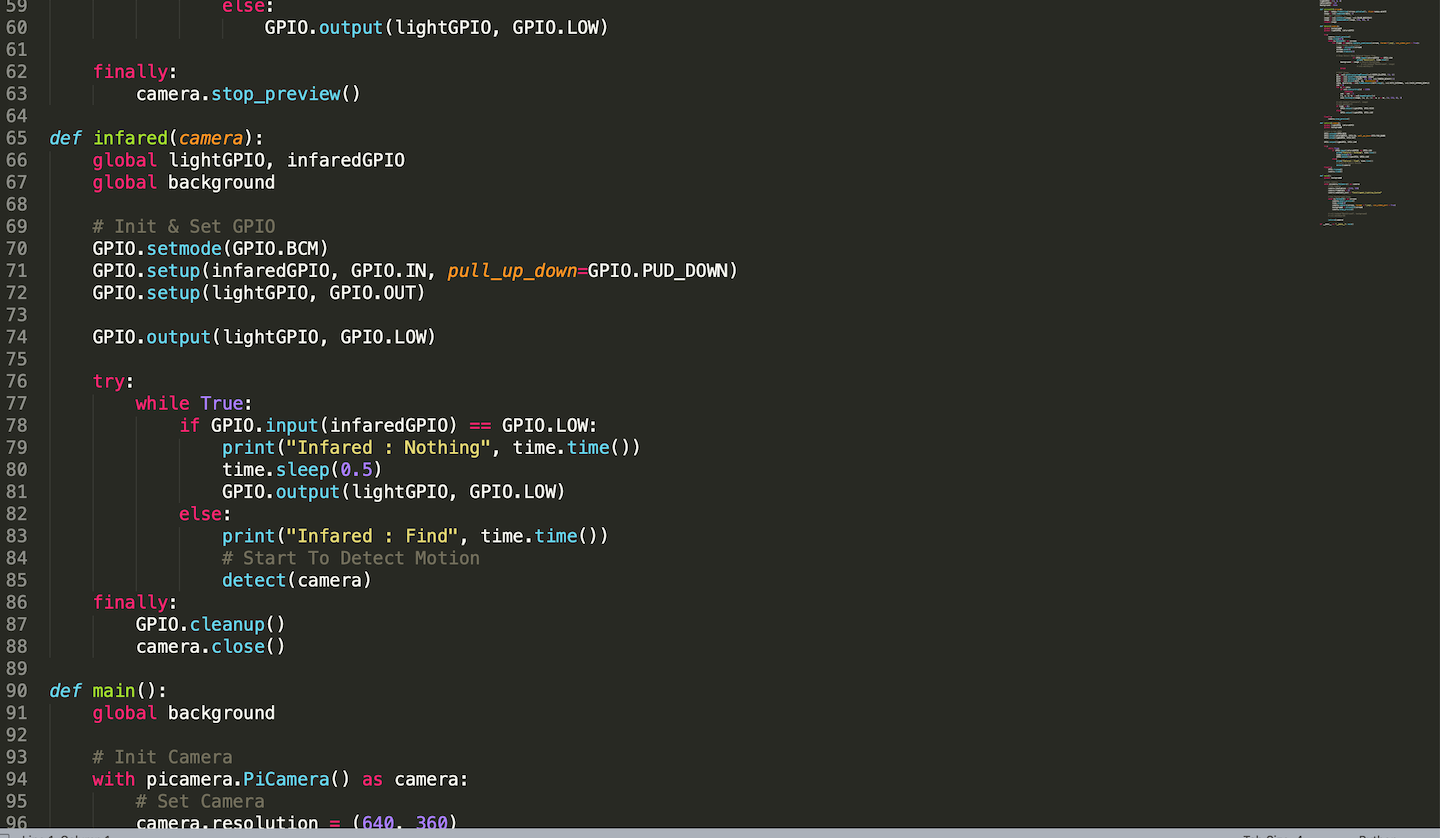 59 else:
60 GPIO.output(lightGPIO, GPIO.LOW)
61
62 finally:
63 camera.stop_preview()
64
65 def infared(camera):
66 global lightGPIO, infaredGPIO
67 global background
68
69 # Init & Set GPIO
70 GPIO.setmode(GPIO.BCM)
71 GPIO.setup(infaredGPIO, GPIO.IN, pull_up_down=GPIO.PUD_DOWN)
72 GPIO.setup(lightGPIO, GPIO.OUT)
73
74 GPIO.output(lightGPIO, GPIO.LOW)
75
76 try:
77 while True:
78 if GPIO.input(infaredGPIO) == GPIO.LOW:
79 print("Infared : Nothing", time.time())
80 time.sleep(0.5)
81 GPIO.output(lightGPIO, GPIO.LOW)
82 else:
83 print("Infared : Find", time.time())
84 # Start To Detect Motion
85 detect(camera)
86 finally:
87 GPIO.cleanup()
88 camera.close()
89
90 def main():
91 global background
92
93 # Init Camera
94 with picamera.PiCamera() as camera:
95 # Set Camera
96 camera.resolution = (640, 360)